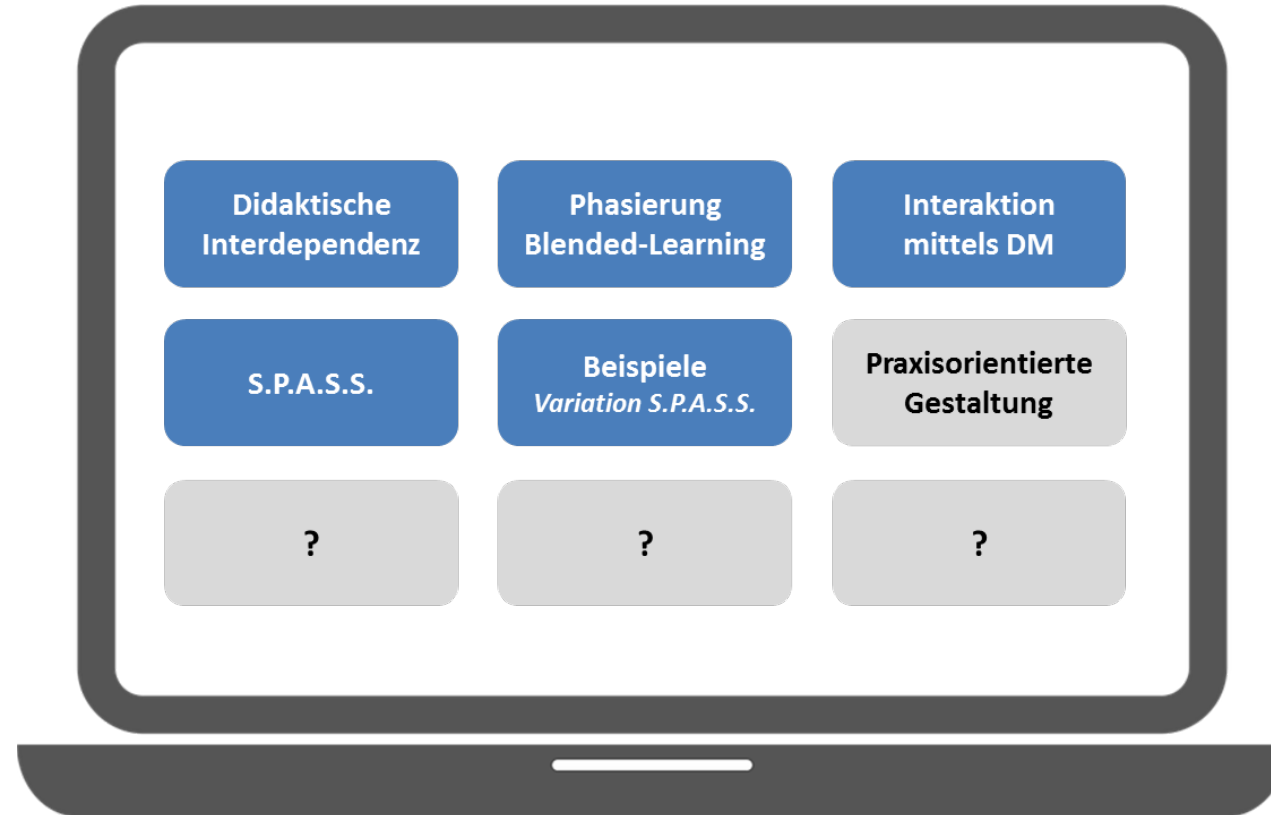 Didaktische
Interdependenz
Phasierung
Blended-Learning
Interaktion
mittels DM
S.P.A.S.S.
Beispiele
Variation S.P.A.S.S.
Praxisorientierte
Gestaltung
?
?
?